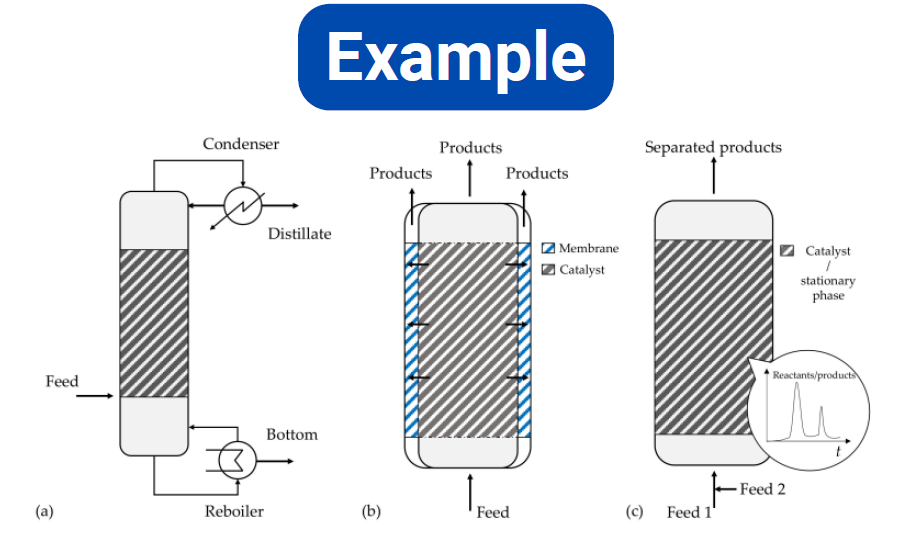 Example
Condenser
Distillate
Feed
Bottom
Reboiler
(a)
Products
Products
Products
Membrane
Catalyst
Feed
(b)
Separated products
Catalyst
/
stationary
phase
Reactants/products
t
Feed 2
Feed 1
(c)